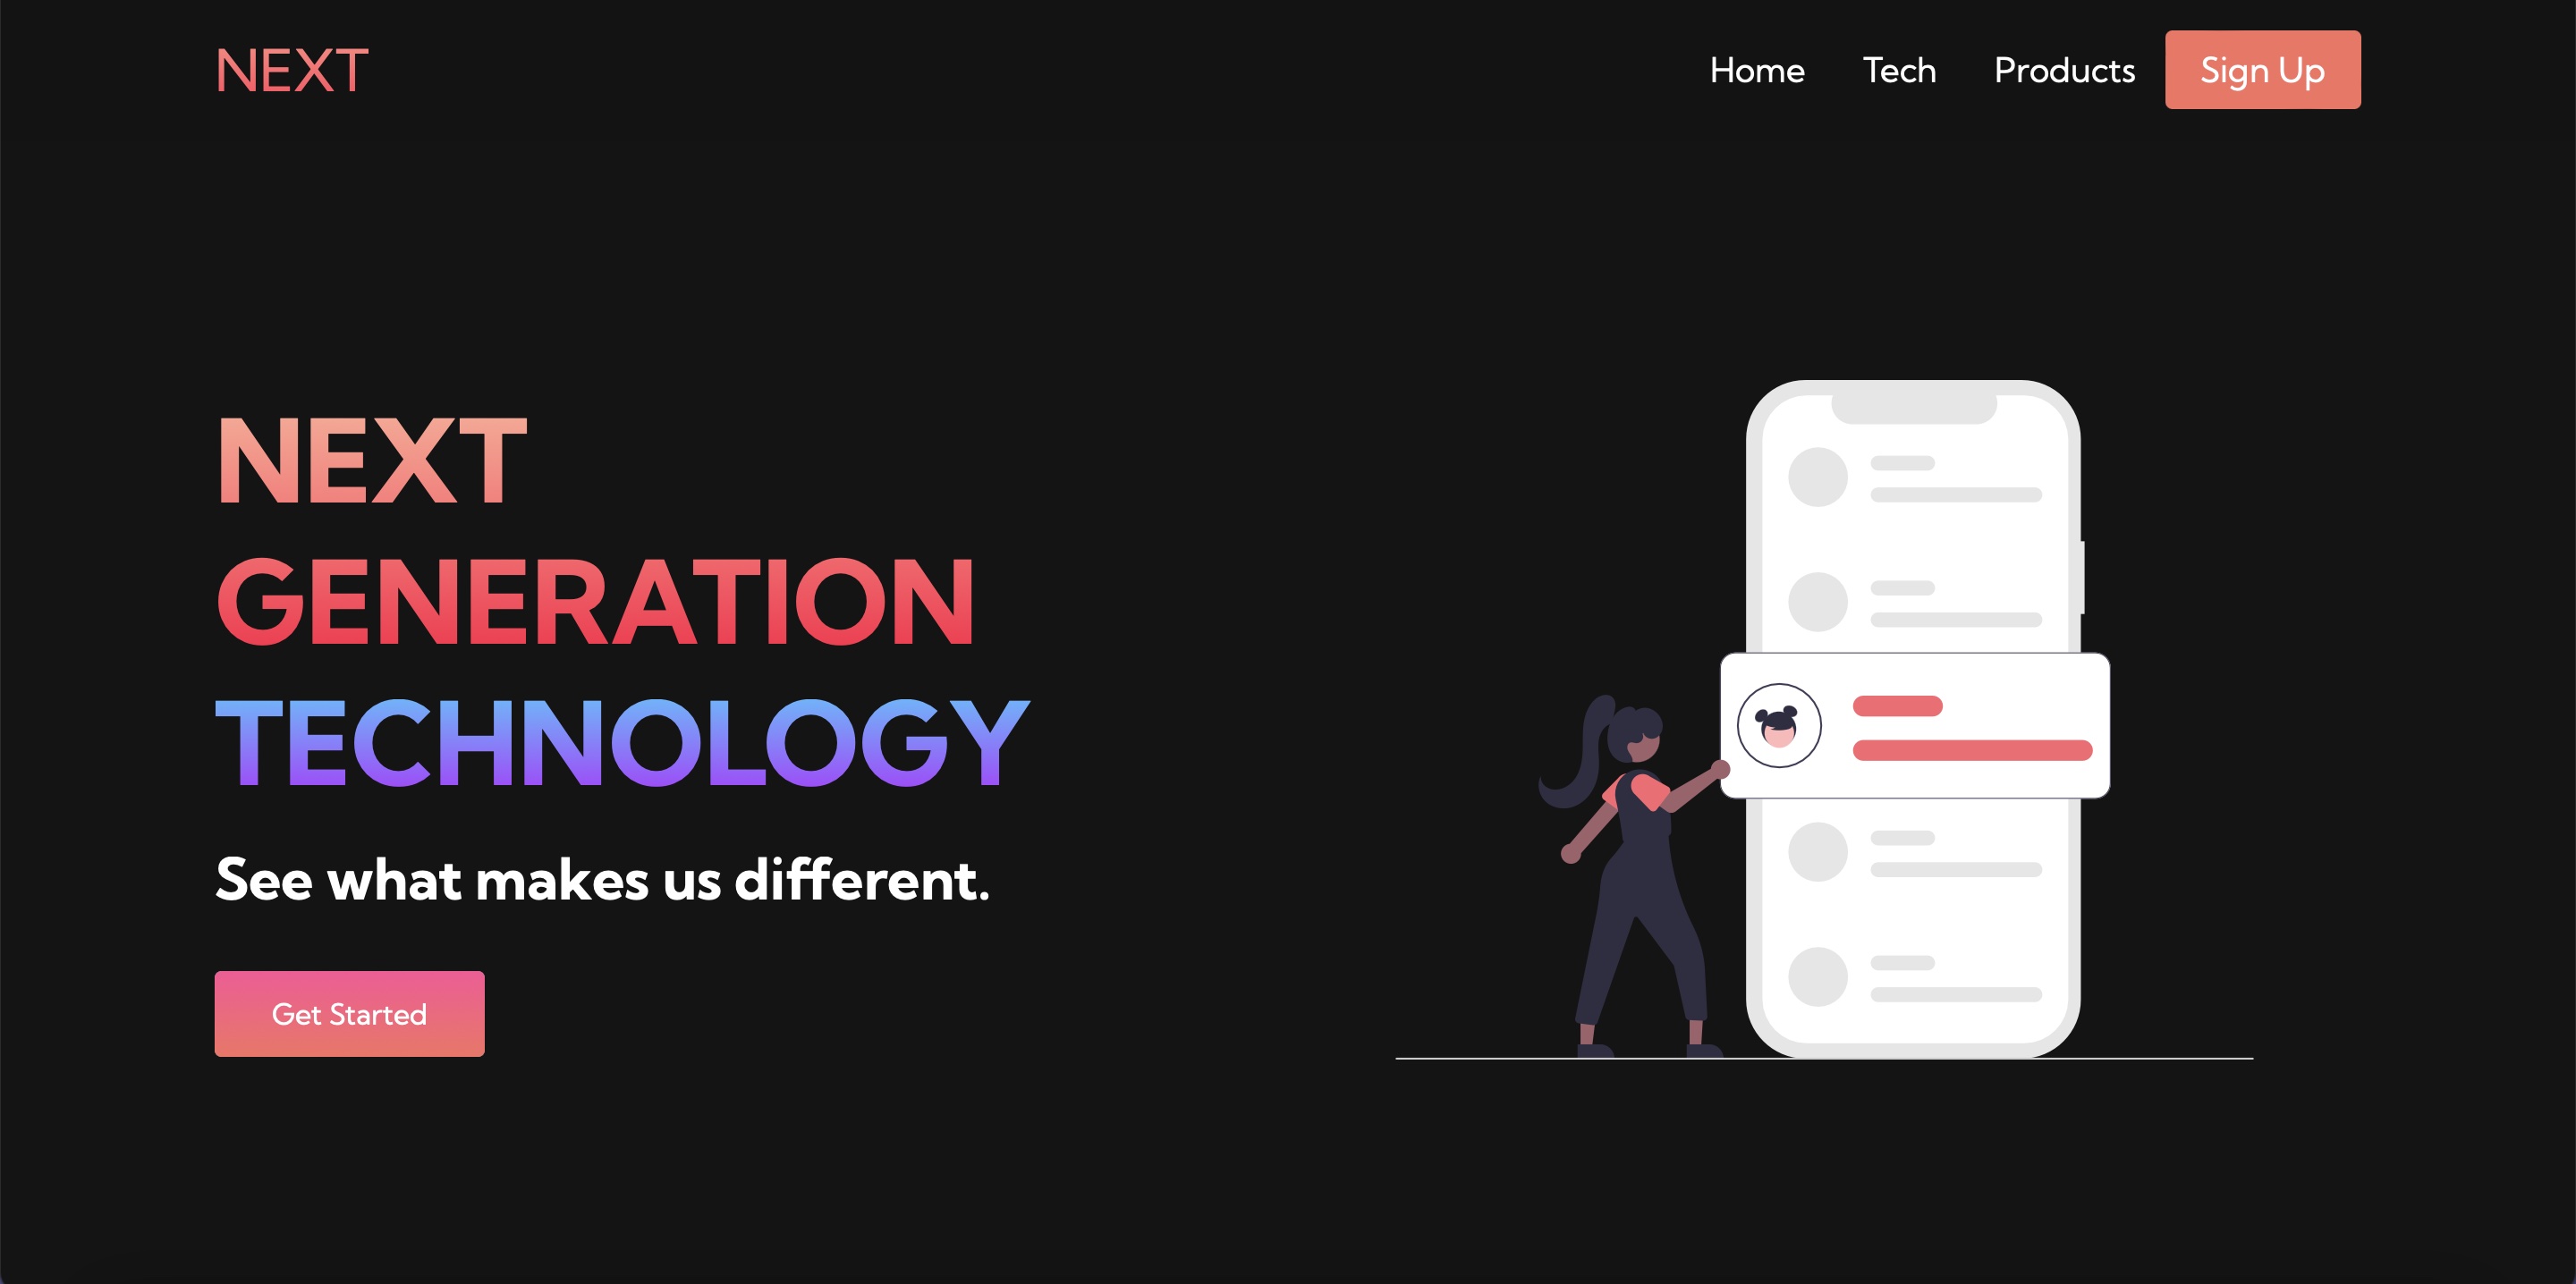 NEXT
Home Tech Products Sign Up
NEXT
GENERATION
TECHNOLOGY
See what makes us different.
Get Started